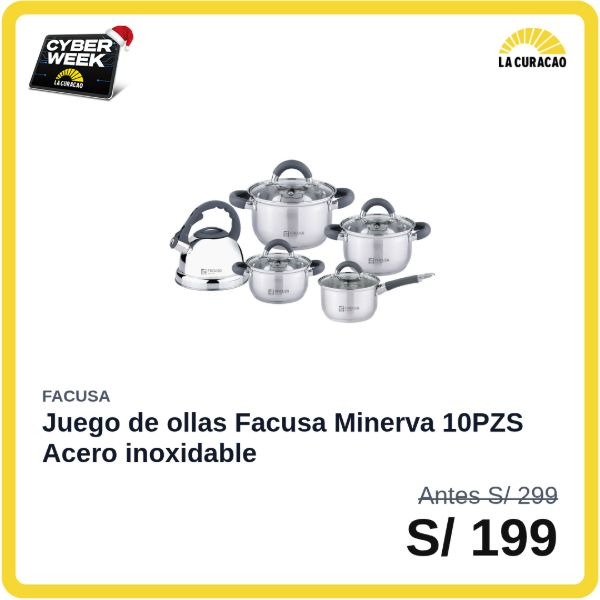 CYBER
WEEK
LA CURACAO
LA CURACAO
FACUSA
Juego de ollas Facusa Minerva 10PZS
Acero inoxidable
Antes S/ 299
S/ 199